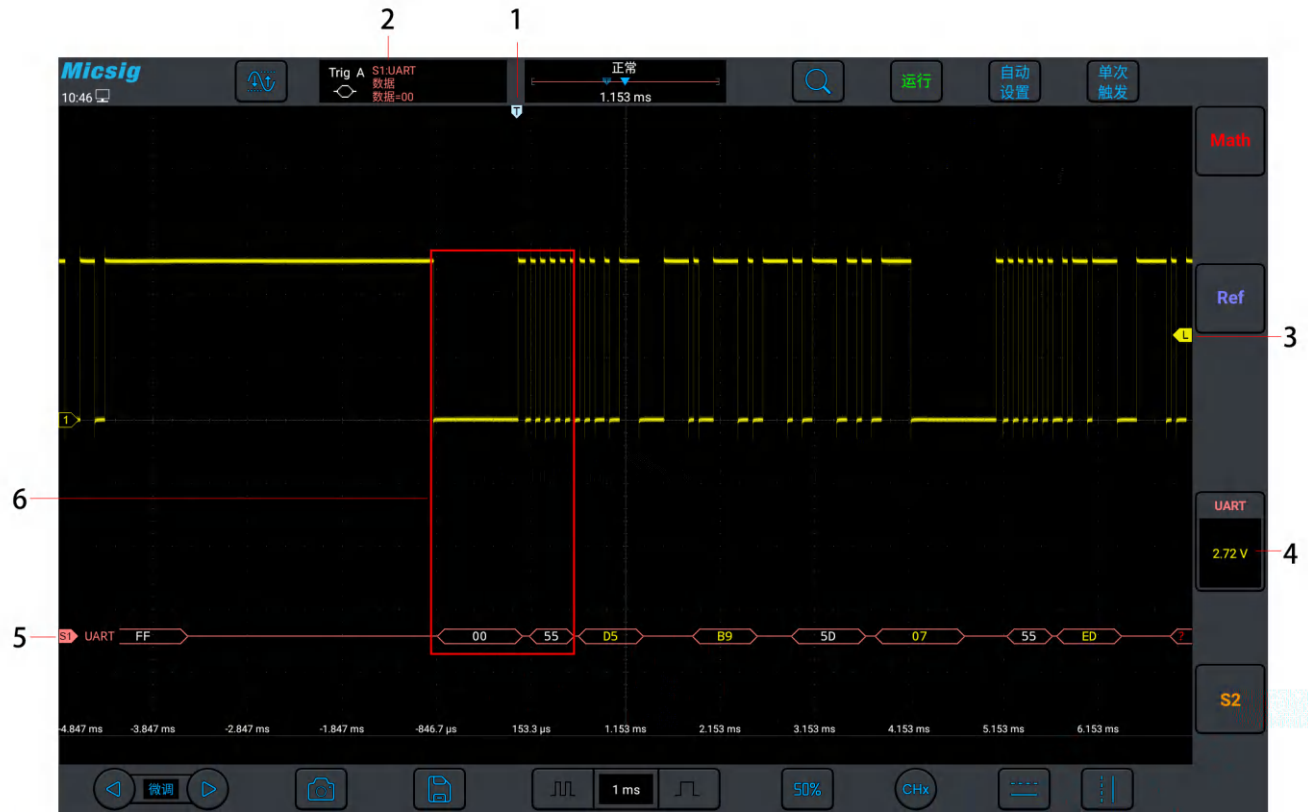 2
1
Micsig
10:46
Trig A
S1:UART
数据
数据=00
正常
1.153 ms
运行
自动
设置
单次
触发
T
Math
Ref
L
3
1
6
UART
2.72 V
4
5
S1 UART FF 00 55 D5 B9 5D 07 55 ED ?
S2
-4.847 ms -3.847 ms -2.847 ms -1.847 ms -846.7 μs 153.3 μs 1.153 ms 2.153 ms 3.153 ms 4.153 ms 5.153 ms 6.153 ms
微调
1 ms
50%
CHx